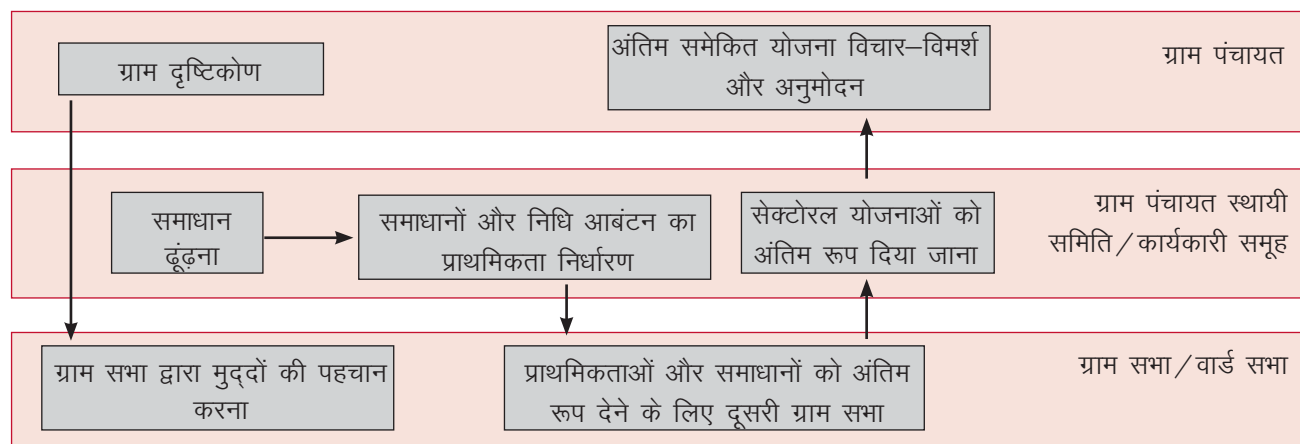 ग्राम दृष्टिकोण
अंतिम समेकित योजना विचार–विमर्श
और अनुमोदन
ग्राम पंचायत
समाधान
ढूंढ़ना
समाधानों और निधि आबंटन का
प्राथमिकता निर्धारण
सेक्टोरल योजनाओं को
अंतिम रूप दिया जाना
ग्राम पंचायत स्थायी
समिति/कार्यकारी समूह
ग्राम सभा द्वारा मुद्दों की पहचान
करना
प्राथमिकताओं और समाधानों को अंतिम
रूप देने के लिए दूसरी ग्राम सभा
ग्राम सभा/वार्ड सभा